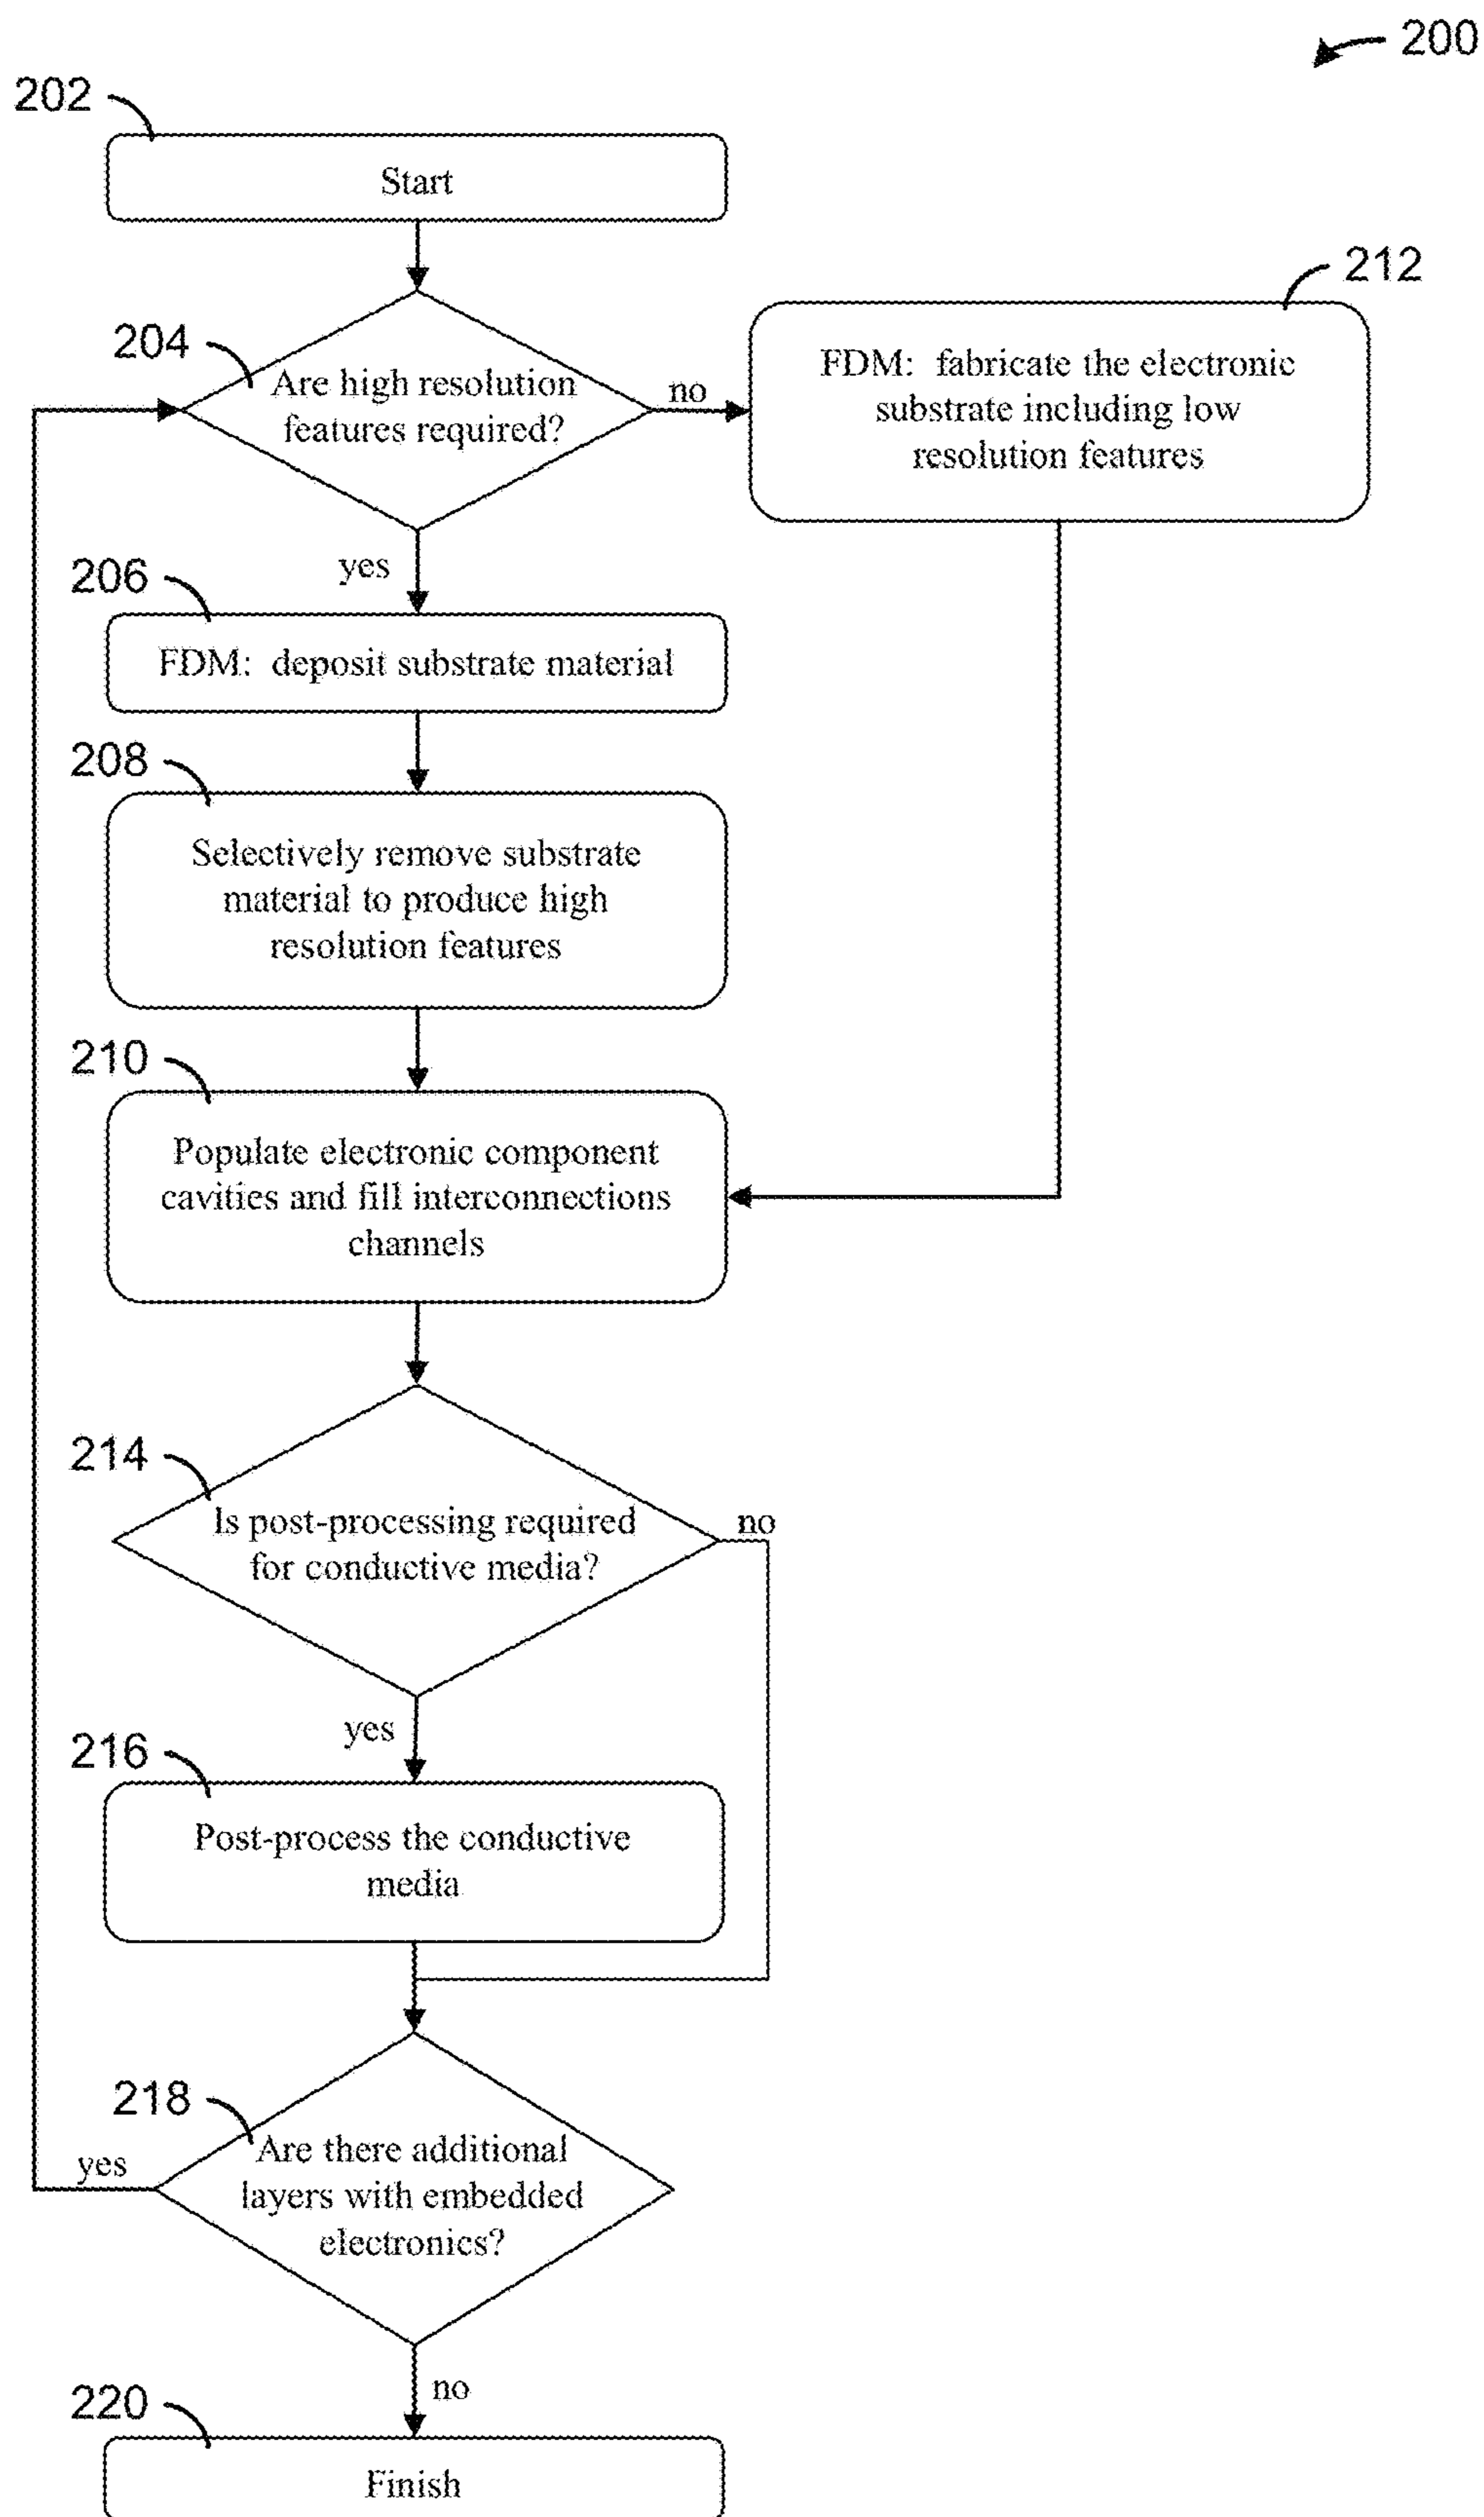 200
202
Start
204
Are high resolution
features required?
no
212
FDM: fabricate the electronic
substrate including low
resolution features
yes
206
FDM: deposit substrate material
208
Selectively remove substrate
material to produce high
resolution features
210
Populate electronic component
cavities and fill interconnections
channels
214
Is post-processing required
for conductive media?
no
yes
216
Post-process the conductive
media
218
Are there additional
layers with embedded
electronics?
yes
no
220
Finish